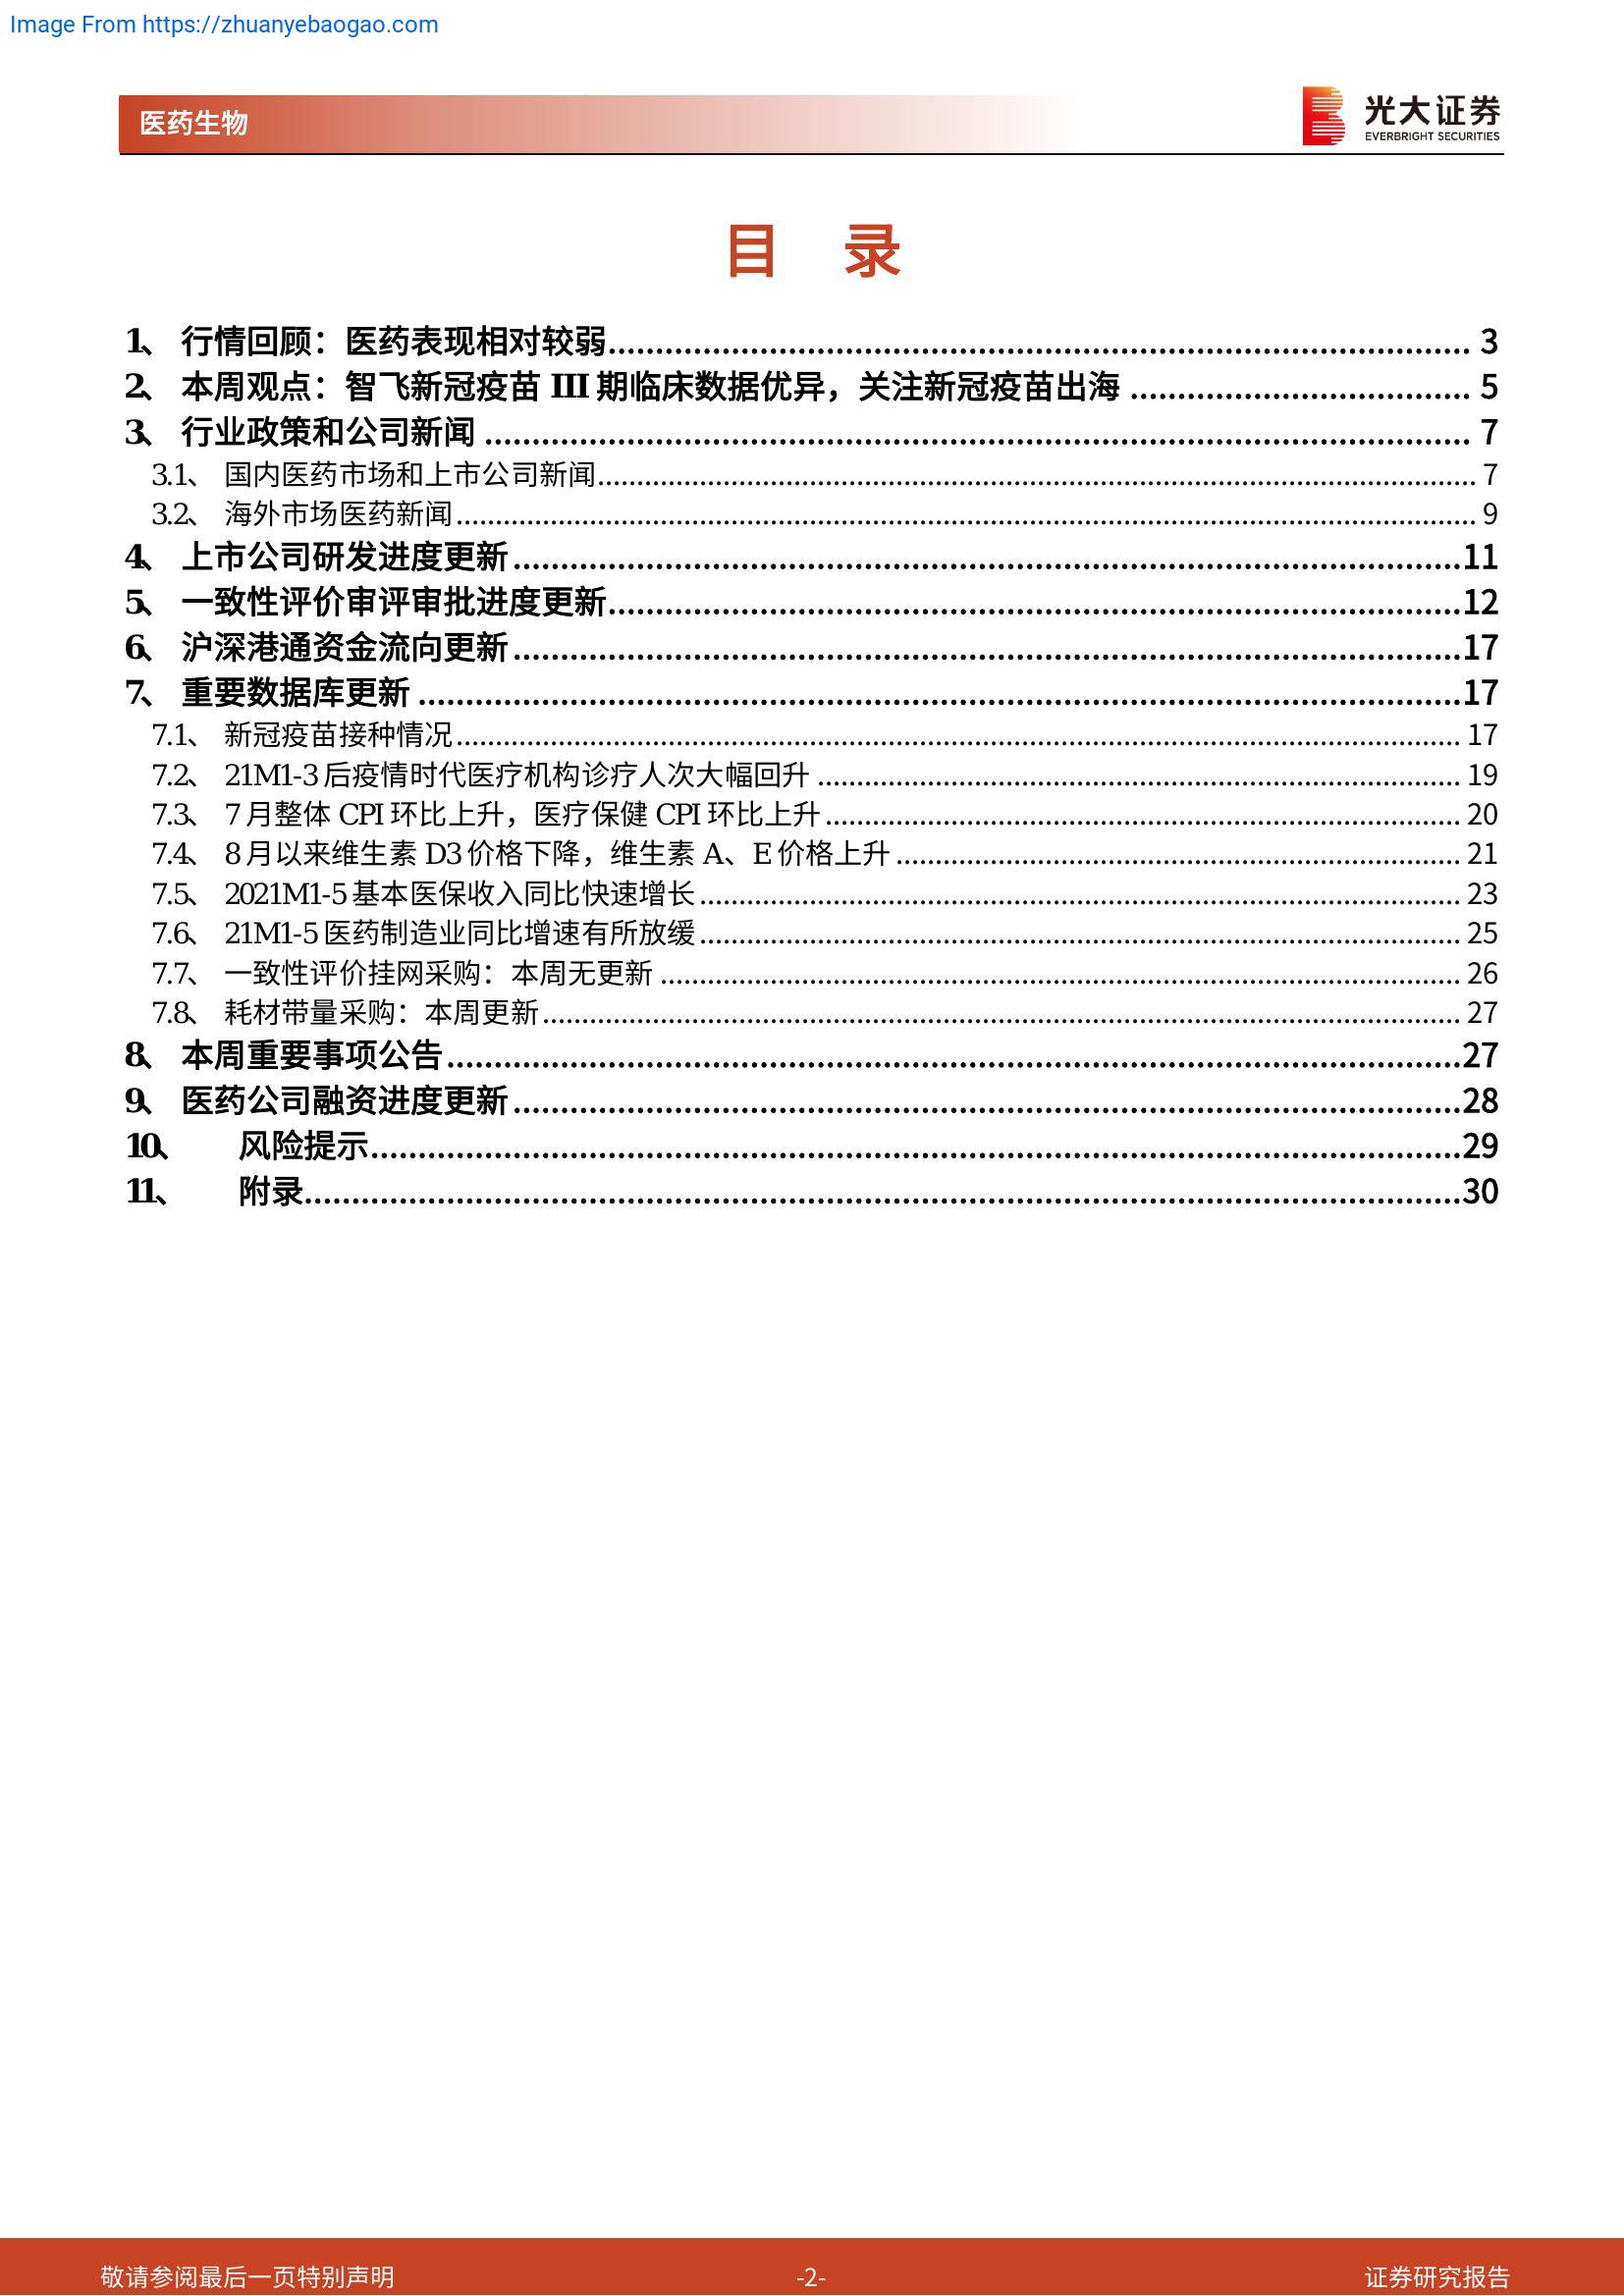 Image From https://zhuanyebaogao.com
医药生物
光大证券
EVERBRIGHT SECURITIES
目 录
1、 行情回顾：医药表现相对较弱 3
2、 本周观点：智飞新冠疫苗 III 期临床数据优异，关注新冠疫苗出海 5
3、 行业政策和公司新闻 7
3.1、 国内医药市场和上市公司新闻 7
3.2、 海外市场医药新闻 9
4、 上市公司研发进度更新 11
5、 一致性评价审评审批进度更新 12
6、 沪深港通资金流向更新 17
7、 重要数据库更新 17
7.1、 新冠疫苗接种情况 17
7.2、 21M1-3 后疫情时代医疗机构诊疗人次大幅回升 19
7.3、 7 月整体 CPI 环比上升，医疗保健 CPI 环比上升 20
7.4、 8 月以来维生素 D3 价格下降，维生素 A、E 价格上升 21
7.5、 2021M1-5 基本医保收入同比快速增长 23
7.6、 21M1-5 医药制造业同比增速有所放缓 25
7.7、 一致性评价挂网采购：本周无更新 26
7.8、 耗材带量采购：本周更新 27
8、 本周重要事项公告 27
9、 医药公司融资进度更新 28
10、 风险提示 29
11、 附录 30
敬请参阅最后一页特别声明 -2- 证券研究报告